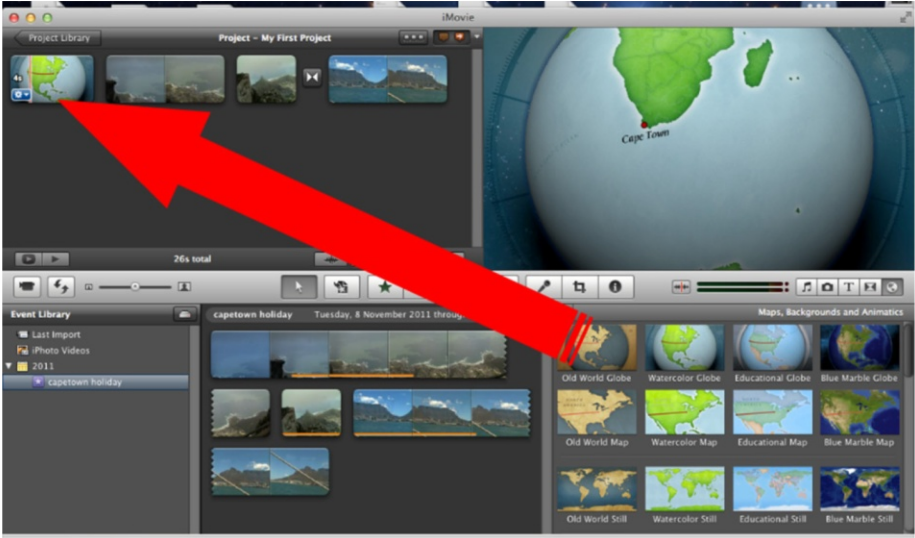 iMovie
Project Library
Project – My First Project
4s
Cape Town
26s total
Event Library
capetown holiday Tuesday, 8 November 2011 throug
Maps, Backgrounds and Animatics
Last Import
iPhoto Videos
2011
capetown holiday
Old World Globe Watercolor Globe Educational Globe Blue Marble Globe
Old World Map Watercolor Map Educational Map Blue Marble Map
Old World Still Watercolor Still Educational Still Blue Marble Still